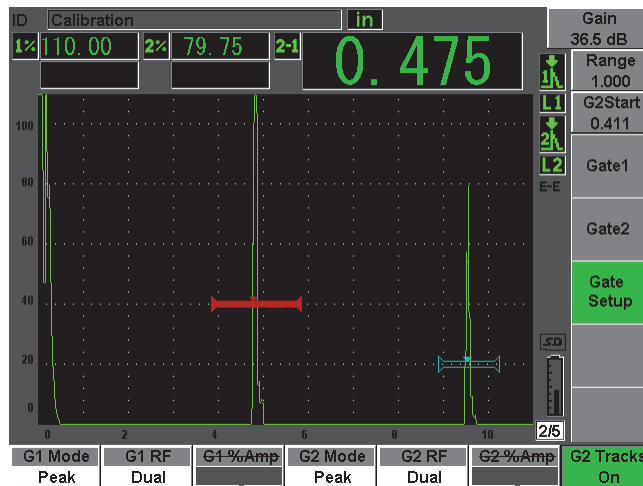 ID Calibration in
Gain
36.5 dB
1% 110.00 2% 79.75 2-1 0.475
Range
1.000
G2Start
0.411
1
L1
2
L2
E-E
Gate1
Gate2
Gate
Setup
SD
2/5
100
80
60
40
20
0
0 2 4 6 8 10
G1 Mode
Peak
G1 RF
Dual
G1 %Amp
G2 Mode
Peak
G2 RF
Dual
G2 %Amp
G2 Tracks
On